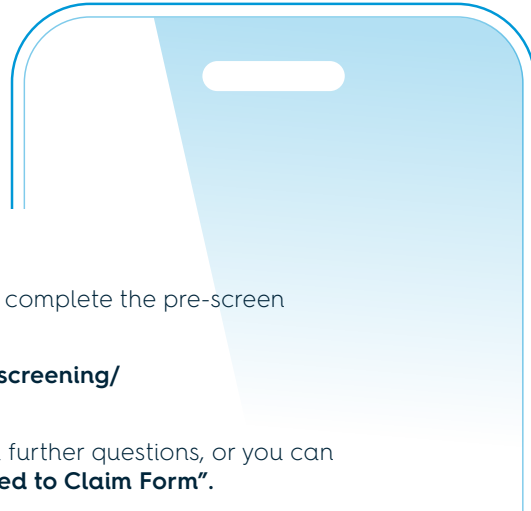 complete the pre-screen
screening/
further questions, or you can
ed to Claim Form”.